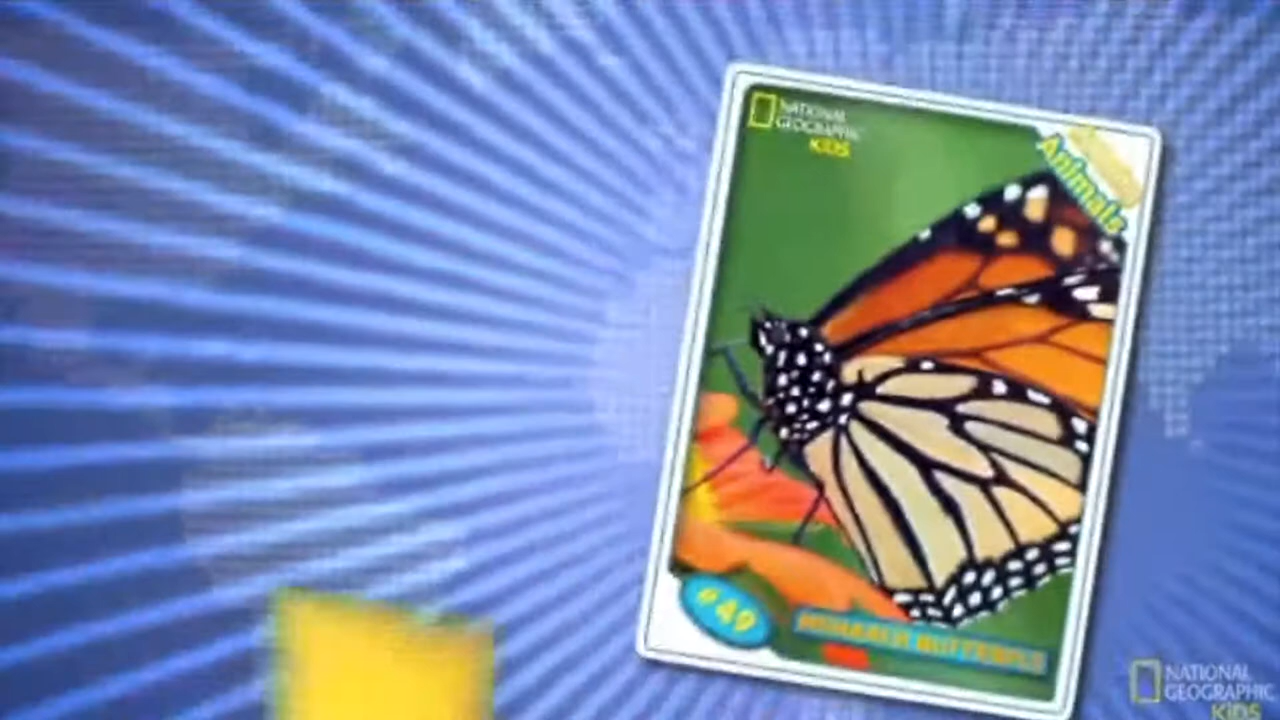 NATIONAL
GEOGRAPHIC
KiDS
Animals
#49
MONARCH BUTTERFLY
NATIONAL
GEOGRAPHIC
KiDS